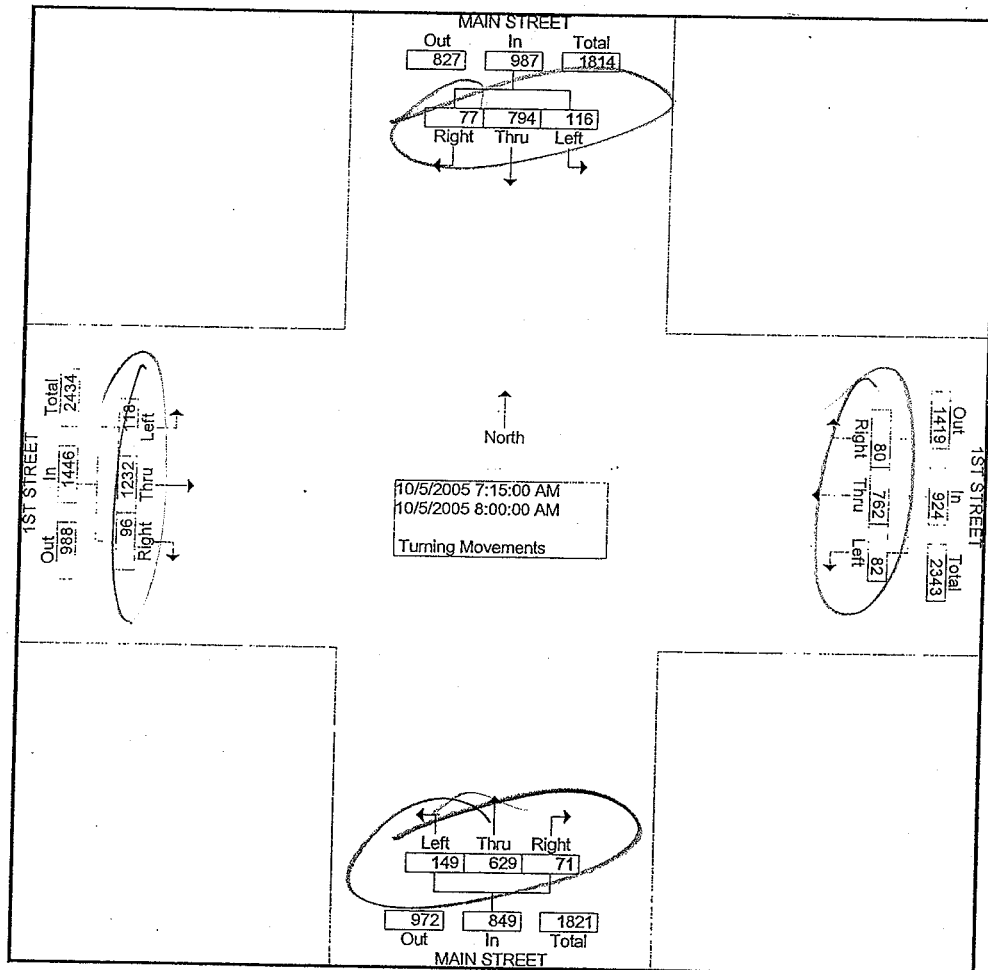 MAIN STREET
Out In Total
827 987 1814
77 794 116
Right Thru Left
1ST STREET
Out In Total
988 1446 2434
Right Thru Left
96 1232 118
North
10/5/2005 7:15:00 AM
10/5/2005 8:00:00 AM
Turning Movements
Right Thru Left
80 762 82
Out In Total
1419 924 2343
1ST STREET
Left Thru Right
149 629 71
972 849 1821
Out In Total
MAIN STREET